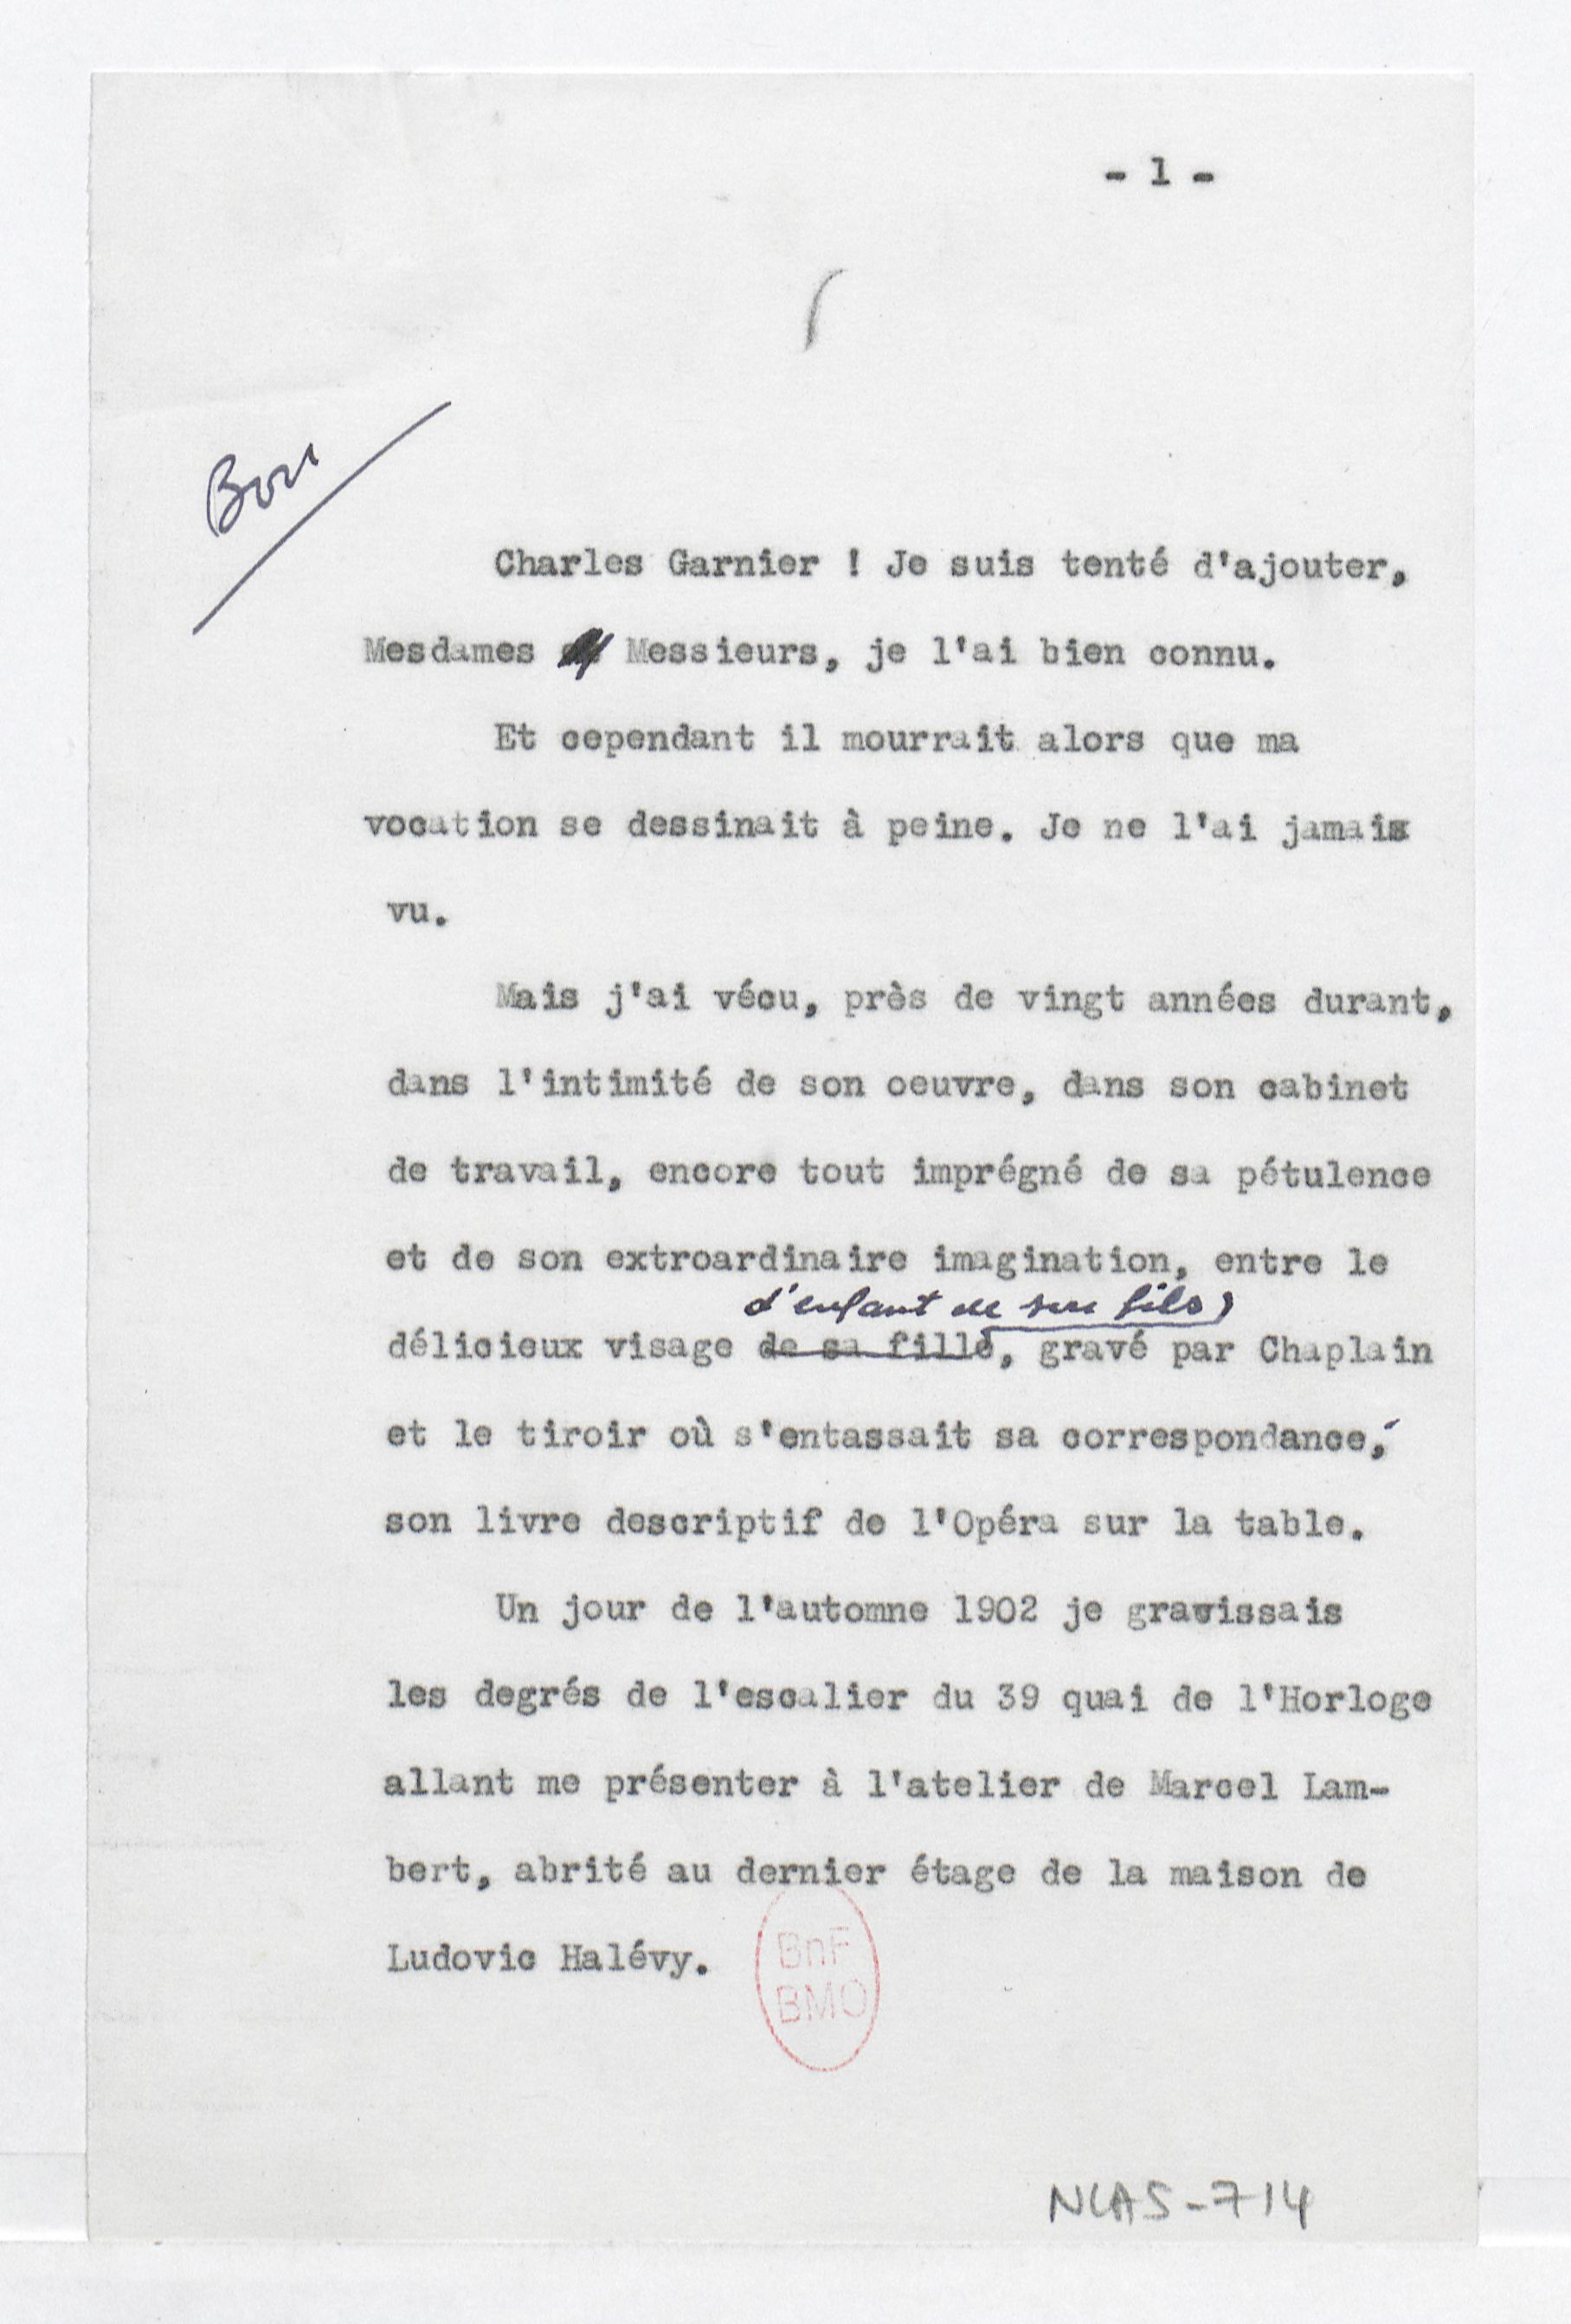 - 1 -
Bon
Charles Garnier ! Je suis tenté d'ajouter,
Mesdames Messieurs, je l'ai bien connu.
Et cependant il mourrait alors que ma
vocation se dessinait à peine. Je ne l'ai jamais
vu.
Mais j'ai vécu, près de vingt années durant,
dans l'intimité de son oeuvre, dans son cabinet
de travail, encore tout imprégné de sa pétulence
et de son extroardinaire imagination, entre le
d'enfant de son fils,
délicieux visage de sa fille, gravé par Chaplain
et le tiroir où s'entassait sa correspondance,
son livre descriptif de l'Opéra sur la table.
Un jour de l'automne 1902 je gravissais
les degrés de l'escalier du 39 quai de l'Horloge
allant me présenter à l'atelier de Marcel Lam-
bert, abrité au dernier étage de la maison de
Ludovic Halévy.
BnF
BMO
NLAS-714